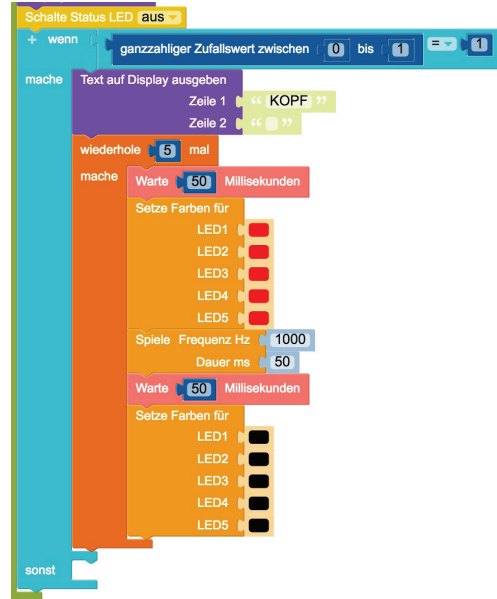 Schalte Status LED aus
+ wenn ganzzahliger Zufallswert zwischen 0 bis 1 = 1
mache Text auf Display ausgeben
Zeile 1 “ KOPF ”
Zeile 2 “ ”
wiederhole 5 mal
mache Warte 50 Millisekunden
Setze Farben für
LED1
LED2
LED3
LED4
LED5
Spiele Frequenz Hz 1000
Dauer ms 50
Warte 50 Millisekunden
Setze Farben für
LED1
LED2
LED3
LED4
LED5
sonst